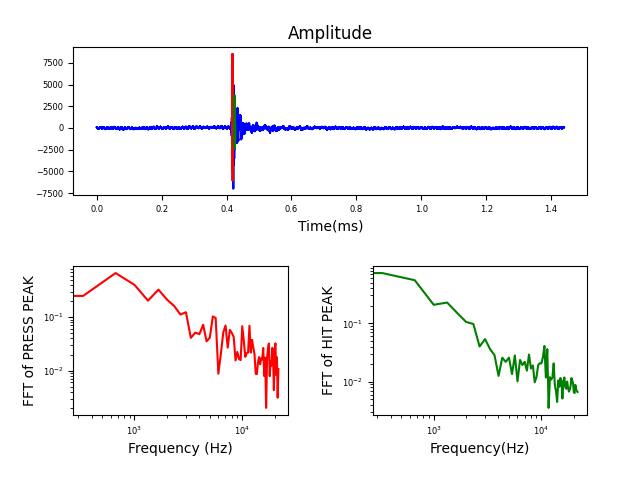 Amplitude
7500
5000
2500
0
−2500
−5000
−7500
0.0 0.2 0.4 0.6 0.8 1.0 1.2 1.4
Time(ms)
FFT of PRESS PEAK
10⁻¹
10⁻²
10³ 10⁴
Frequency (Hz)
FFT of HIT PEAK
10⁻¹
10⁻²
10³ 10⁴
Frequency(Hz)